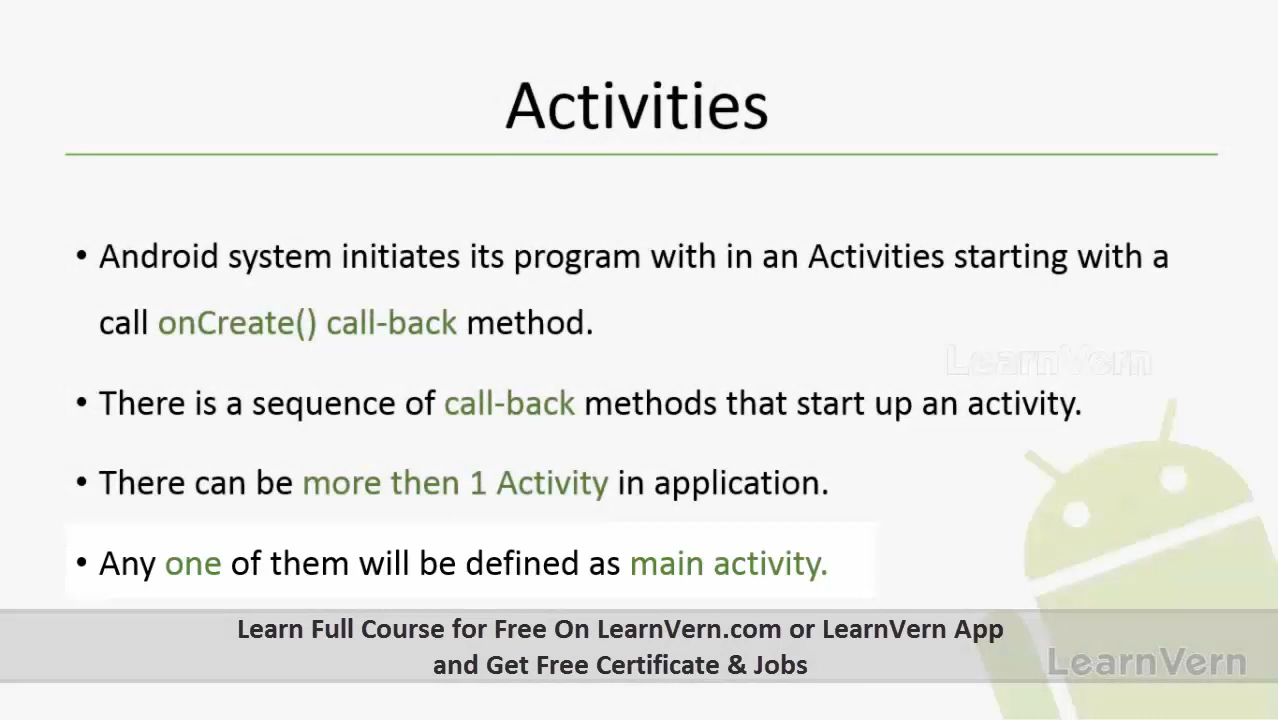 Activities
• Android system initiates its program with in an Activities starting with a
call onCreate() call-back method.
LearnVern
• There is a sequence of call-back methods that start up an activity.
• There can be more then 1 Activity in application.
• Any one of them will be defined as main activity.
Learn Full Course for Free On LearnVern.com or LearnVern App
and Get Free Certificate & Jobs
LearnVern